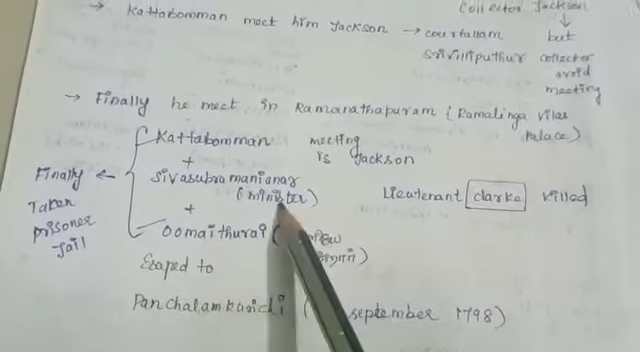 Collector Jackson
→ Kattabomman meet him Jackson → courtallam ↓ but
srivilliputhur collector
avoid
meeting
→ Finally he meet in Ramanathapuram (Ramalinga vilas
Palace)
Kattabomman meeting
+ vs Jackson
Finally ← sivasubramanianar
(minister) Lieutenant clarke killed
Taken +
prisoner oomaithurai (
Jail
Escaped to
Panchalamkurichi ( september 1798)